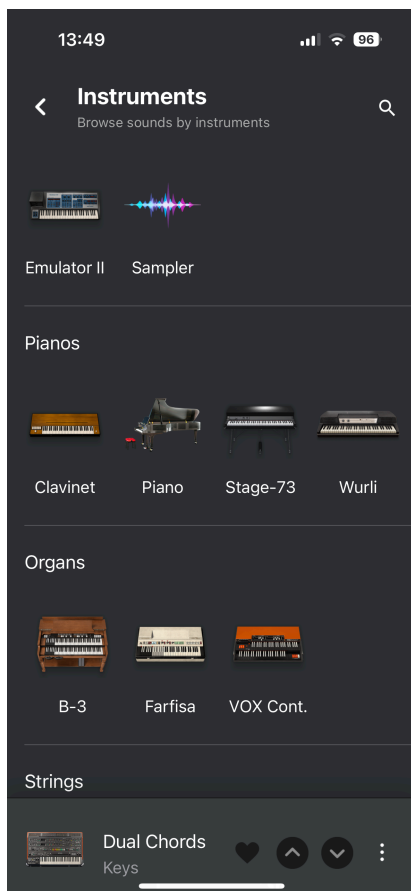 13:49
96
Instruments
Browse sounds by instruments
Emulator II Sampler
Pianos
Clavinet Piano Stage-73 Wurli
Organs
B-3 Farfisa VOX Cont.
Strings
Dual Chords
Keys